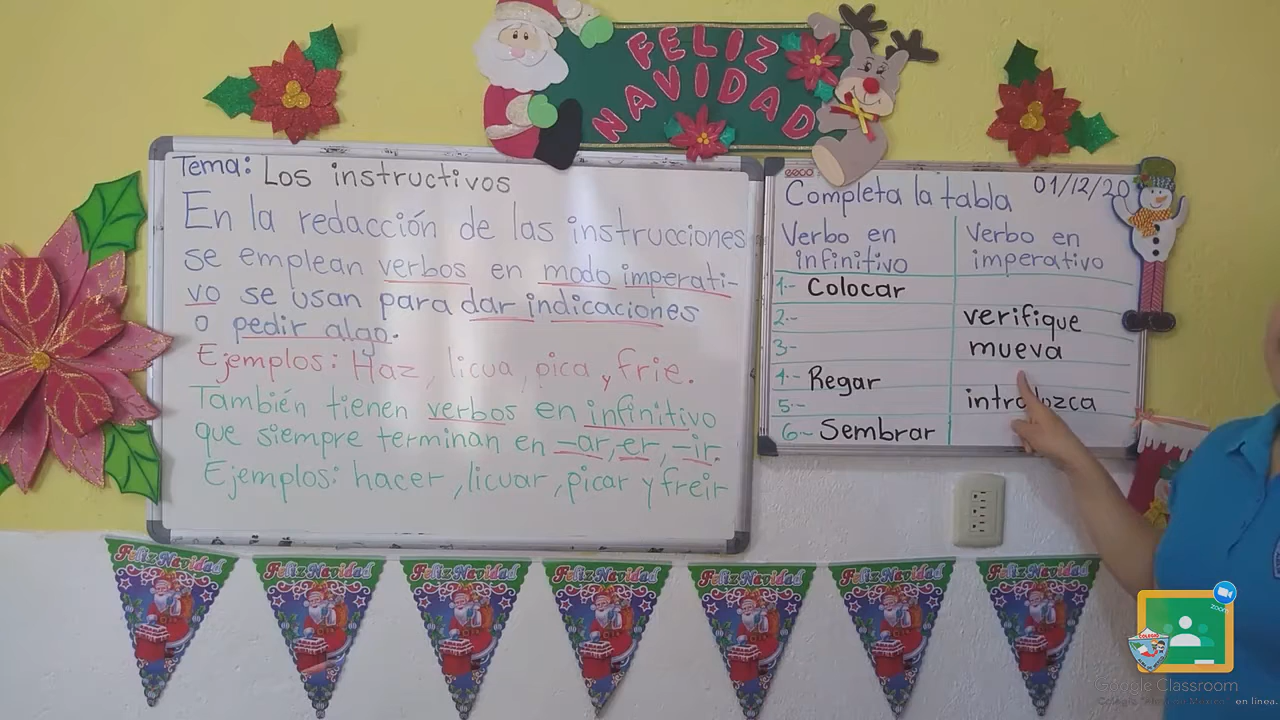 FELIZ
NAVIDAD
Tema: Los instructivos
En la redacción de las instrucciones
se emplean verbos en modo imperati-
vo se usan para dar indicaciones
o pedir algo.
Ejemplos: Haz, licua, pica y frie.
También tienen verbos en infinitivo
que siempre terminan en -ar, er, -ir.
Ejemplos: hacer, licuar, picar y freir
01/12/20
Completa la tabla
Verbo en infinitivo
Verbo en imperativo
1.- Colocar
2.- verifique
3.- mueva
4.- Regar
5.- introduzca
6.- Sembrar
Feliz Navidad
Feliz Navidad
Feliz Navidad
Feliz Navidad
Feliz Navidad
Feliz Navidad
Feliz Navidad
zoom
COLEGIO
Google Classroom
en línea.